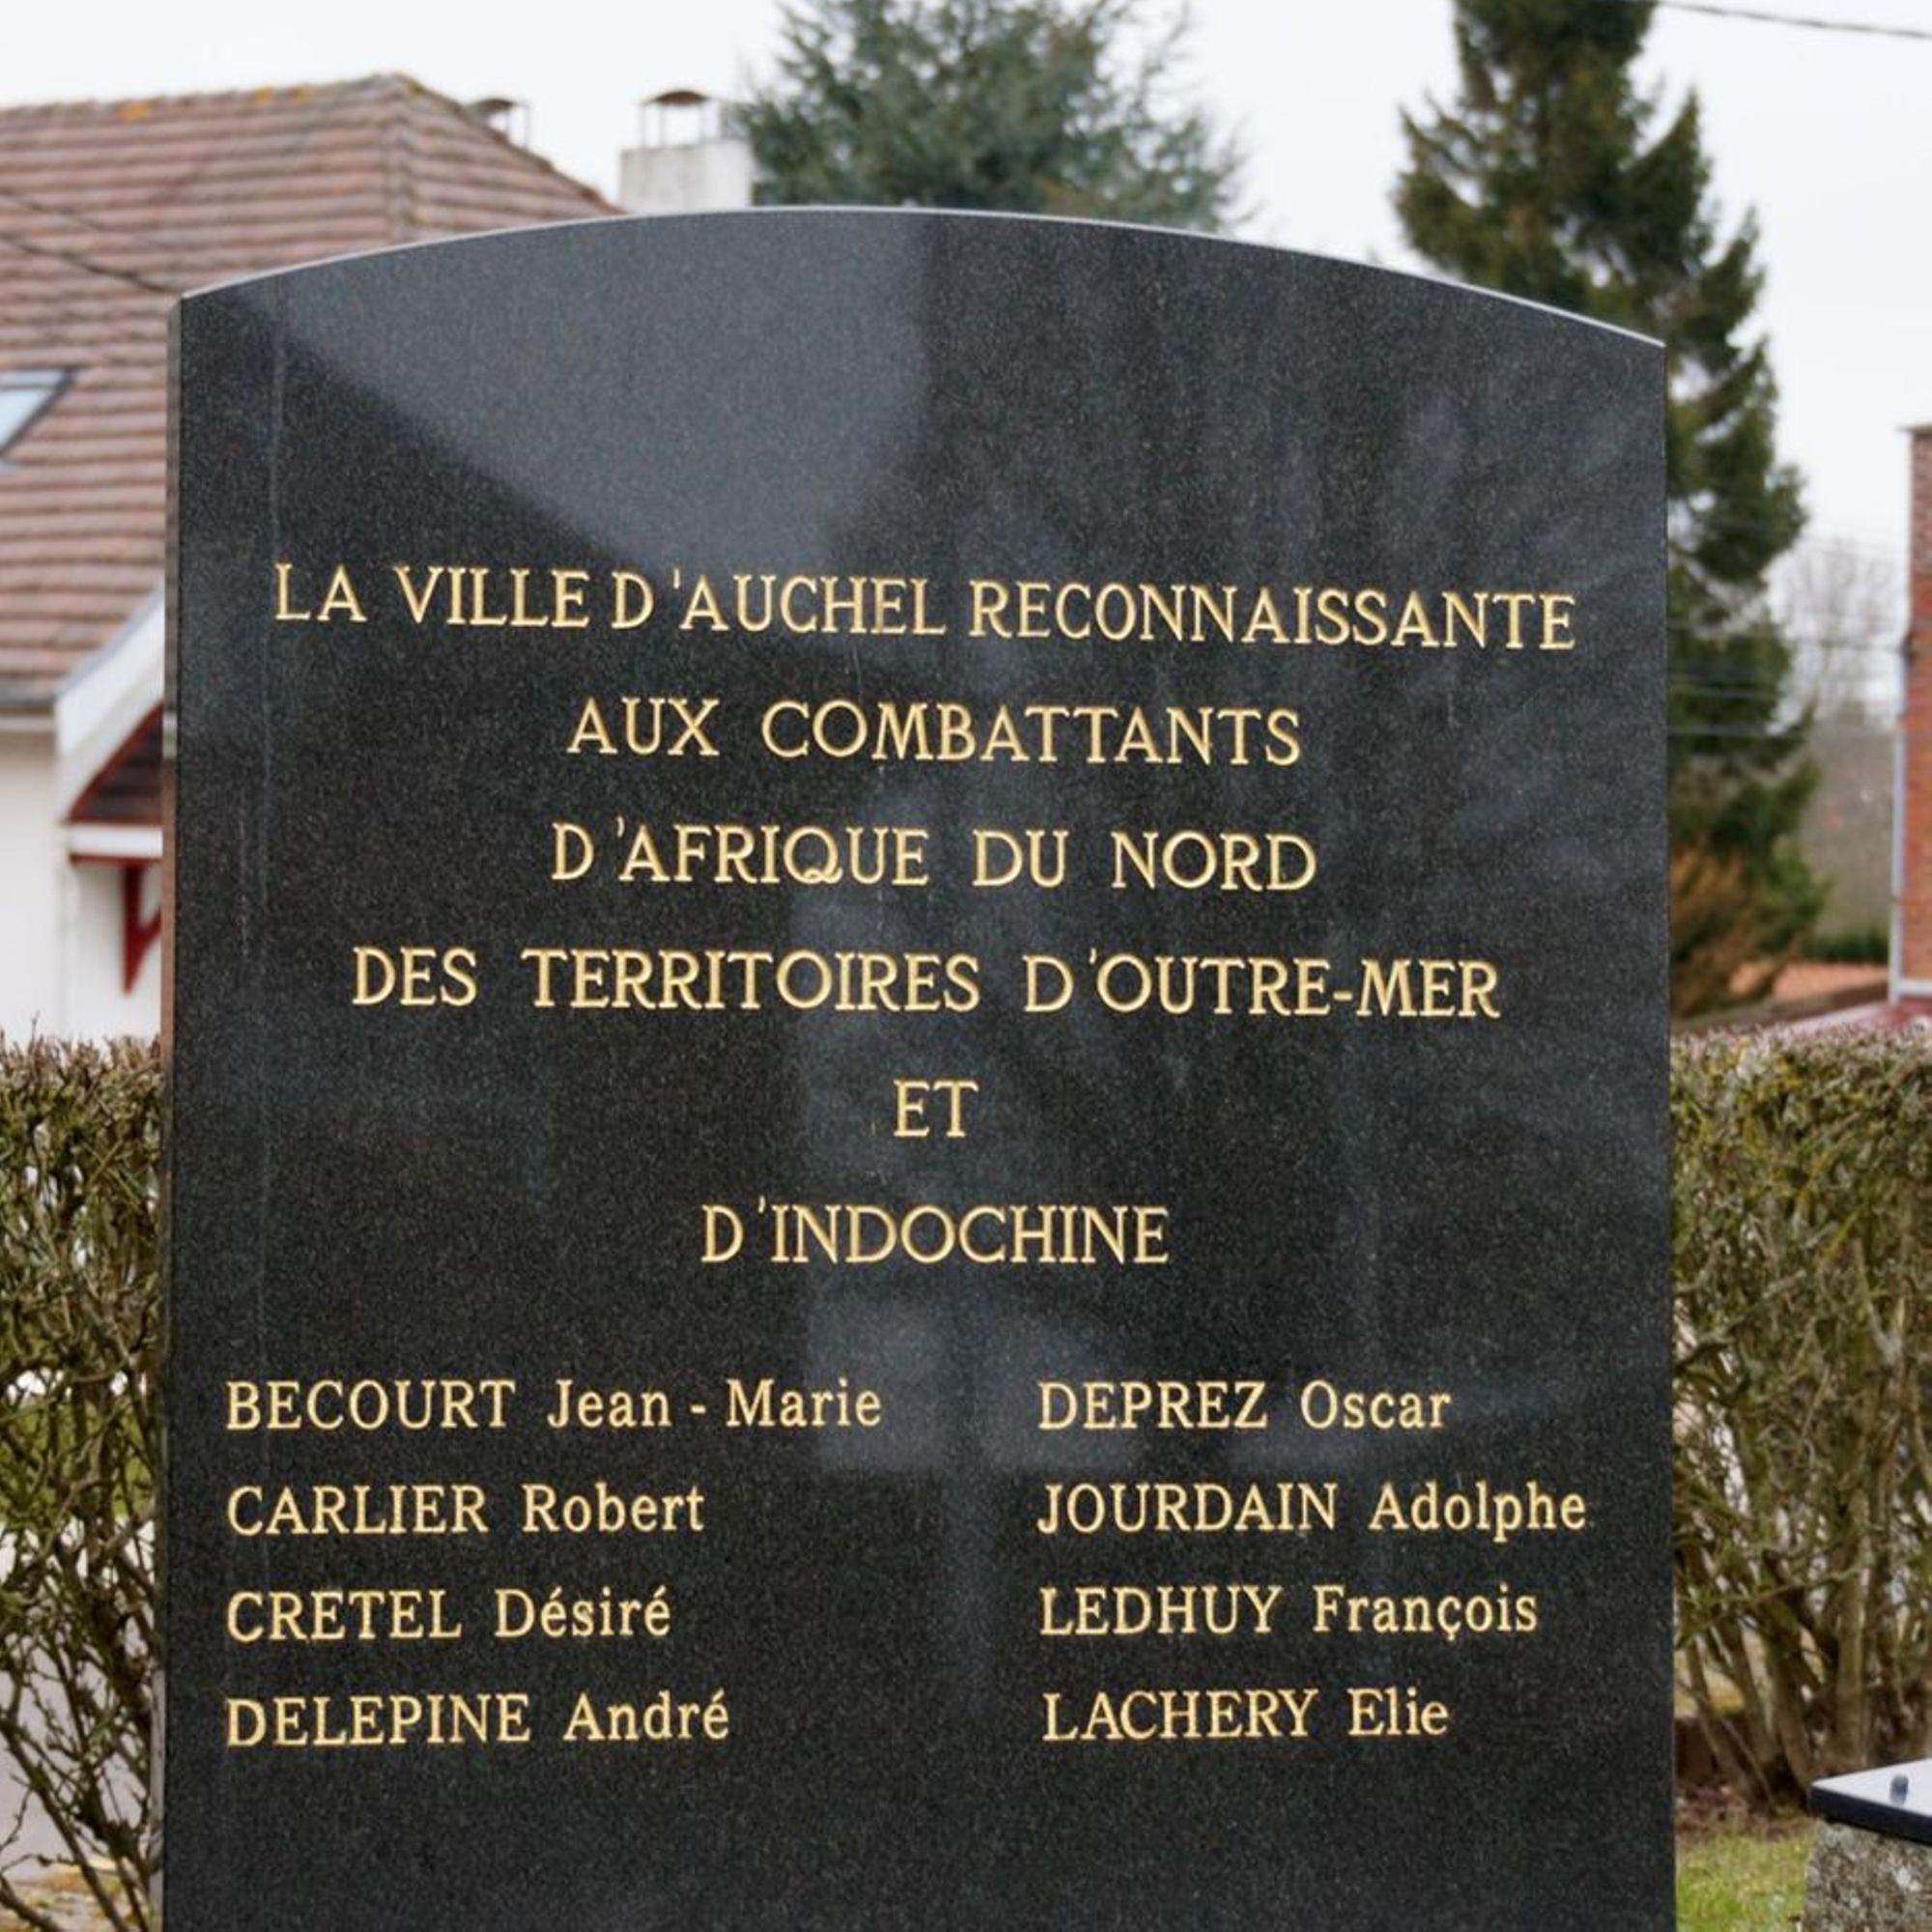 LA VILLE D'AUCHEL RECONNAISSANTE
AUX COMBATTANTS
D'AFRIQUE DU NORD
DES TERRITOIRES D'OUTRE-MER
ET
D'INDOCHINE
BECOURT Jean - Marie
CARLIER Robert
CRETEL Désiré
DELEPINE André
DEPREZ Oscar
JOURDAIN Adolphe
LEDHUY François
LACHERY Elie